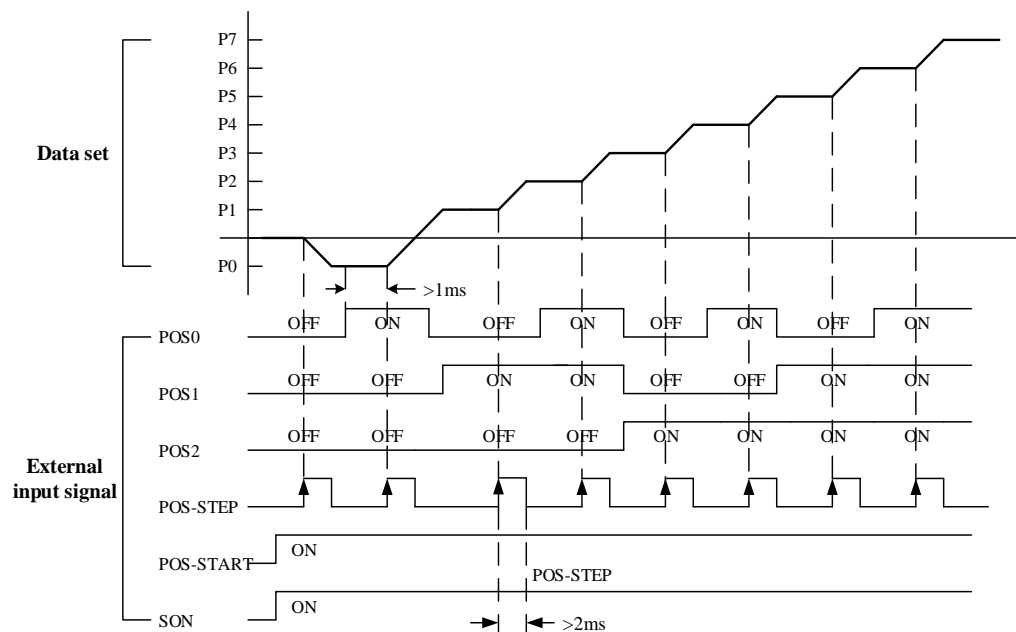 P7
P6
P5
P4
P3
P2
P1
P0
Data set
>1ms
POS0 OFF ON OFF ON OFF ON OFF ON
POS1 OFF OFF ON ON OFF OFF ON ON
POS2 OFF OFF OFF OFF ON ON ON ON
External
input signal
POS-STEP
POS-START ON
POS-STEP
SON ON
>2ms